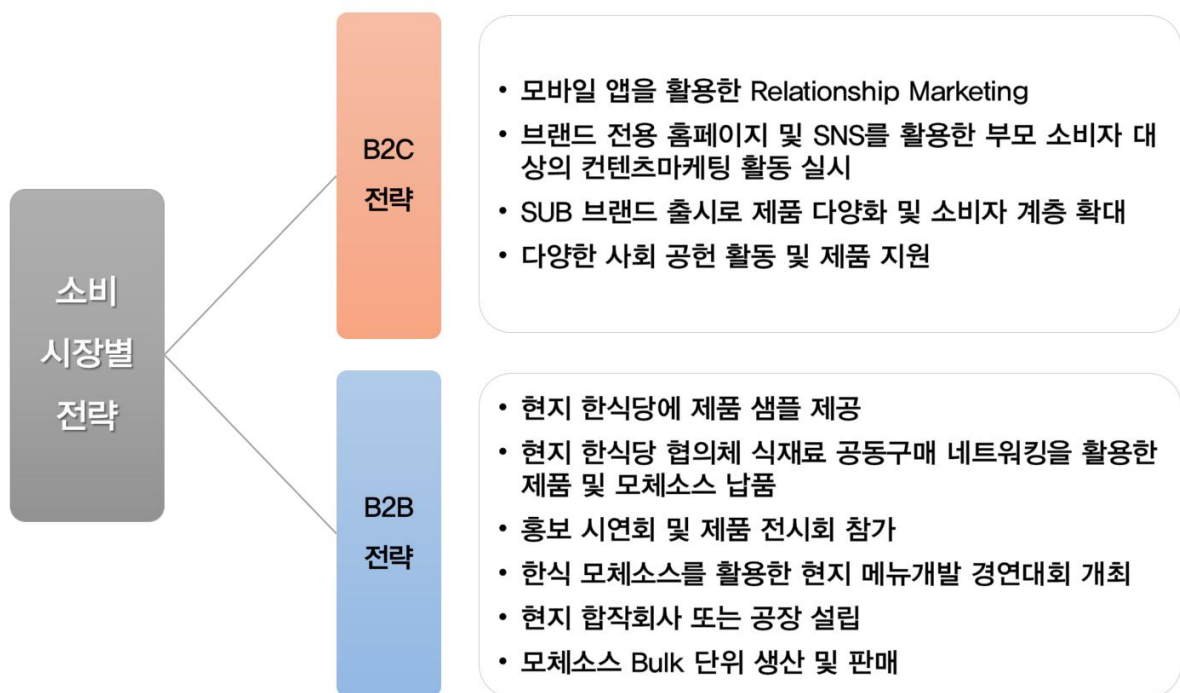 소비
시장별
전략
B2C
전략
• 모바일 앱을 활용한 Relationship Marketing
• 브랜드 전용 홈페이지 및 SNS를 활용한 부모 소비자 대
상의 컨텐츠마케팅 활동 실시
• SUB 브랜드 출시로 제품 다양화 및 소비자 계층 확대
• 다양한 사회 공헌 활동 및 제품 지원
B2B
전략
• 현지 한식당에 제품 샘플 제공
• 현지 한식당 협의체 식재료 공동구매 네트워킹을 활용한
제품 및 모체소스 납품
• 홍보 시연회 및 제품 전시회 참가
• 한식 모체소스를 활용한 현지 메뉴개발 경연대회 개최
• 현지 합작회사 또는 공장 설립
• 모체소스 Bulk 단위 생산 및 판매